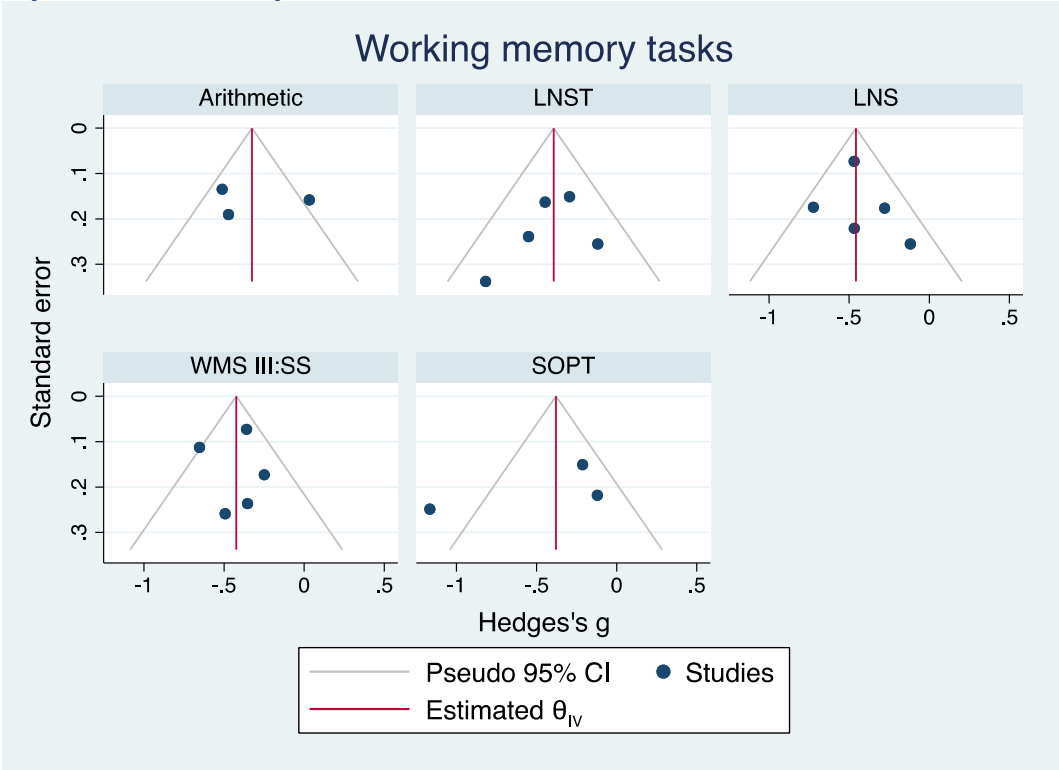 Working memory tasks
Arithmetic
LNST
LNS
0
.1
.2
.3
-1
-.5
0
.5
Standard error
WMS III:SS
SOPT
0
.1
.2
.3
-1
-.5
0
.5
-1
-.5
0
.5
Hedges's g
Pseudo 95% CI
Studies
Estimated θIV